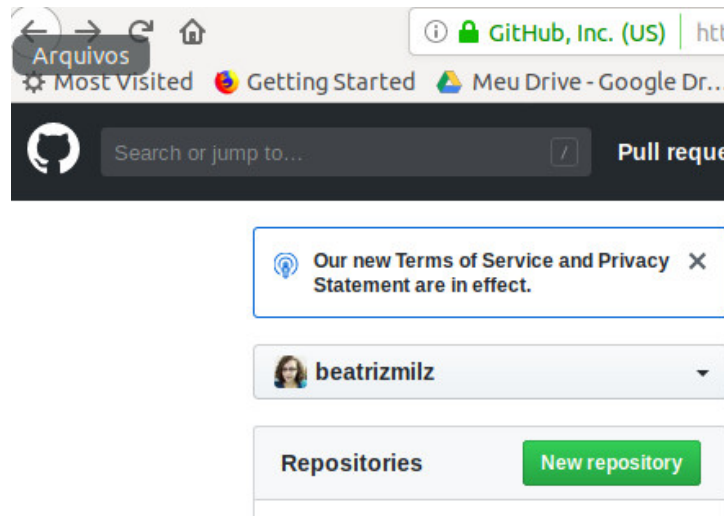 GitHub, Inc. (US) htt
Arquivos
Most Visited Getting Started Meu Drive - Google Dr...
Search or jump to... / Pull reque
Our new Terms of Service and Privacy
Statement are in effect.
beatrizmilz
Repositories New repository